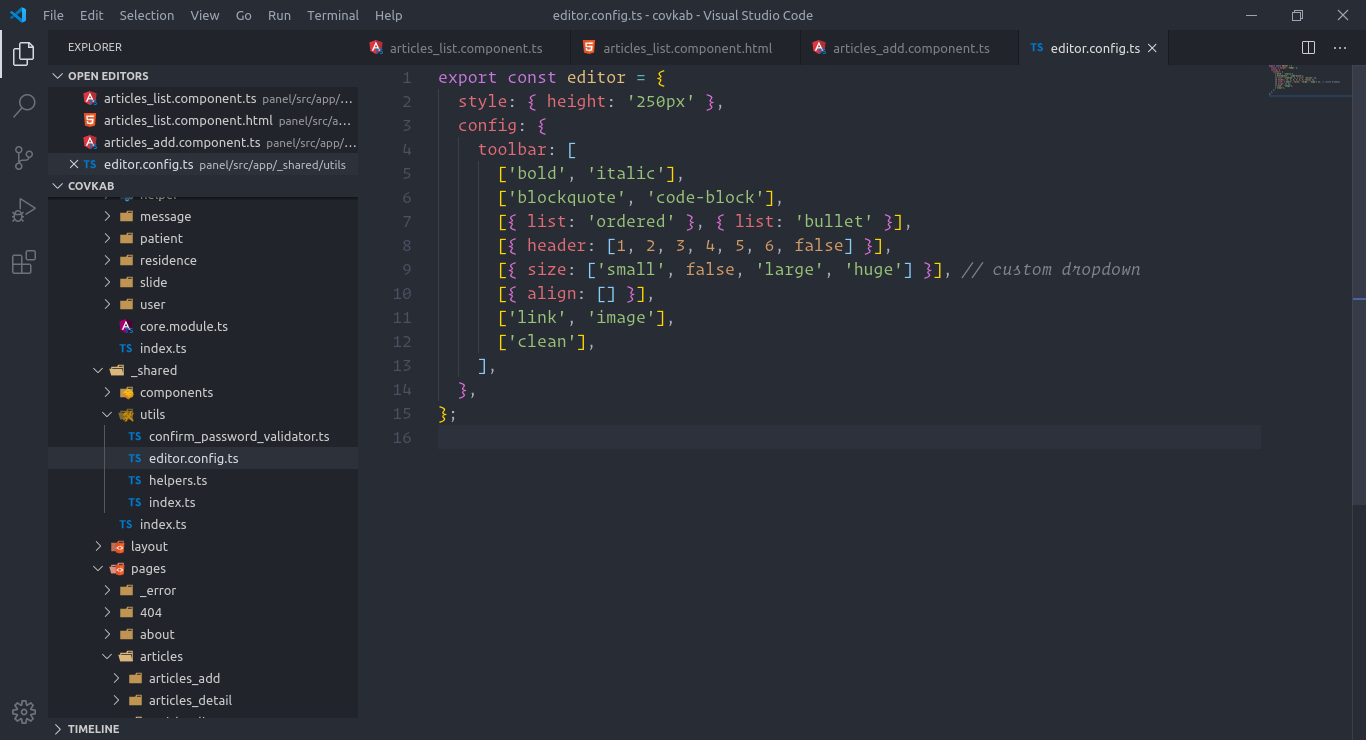 File Edit Selection View Go Run Terminal Help editor.config.ts - covkab - Visual Studio Code
EXPLORER
OPEN EDITORS
articles_list.component.ts panel/src/app/...
articles_list.component.html panel/src/a...
articles_add.component.ts panel/src/app/...
TS editor.config.ts panel/src/app/_shared/utils
COVKAB
helper
message
patient
residence
slide
user
core.module.ts
TS index.ts
_shared
components
utils
TS confirm_password_validator.ts
TS editor.config.ts
TS helpers.ts
TS index.ts
TS index.ts
layout
pages
_error
404
about
articles
articles_add
articles_detail
TIMELINE
articles_list.component.ts articles_list.component.html articles_add.component.ts TS editor.config.ts
1 export const editor = {
2 style: { height: '250px' },
3 config: {
4 toolbar: [
5 ['bold', 'italic'],
6 ['blockquote', 'code-block'],
7 [{ list: 'ordered' }, { list: 'bullet' }],
8 [{ header: [1, 2, 3, 4, 5, 6, false] }],
9 [{ size: ['small', false, 'large', 'huge'] }], // custom dropdown
10 [{ align: [] }],
11 ['link', 'image'],
12 ['clean'],
13 ],
14 },
15 };
16